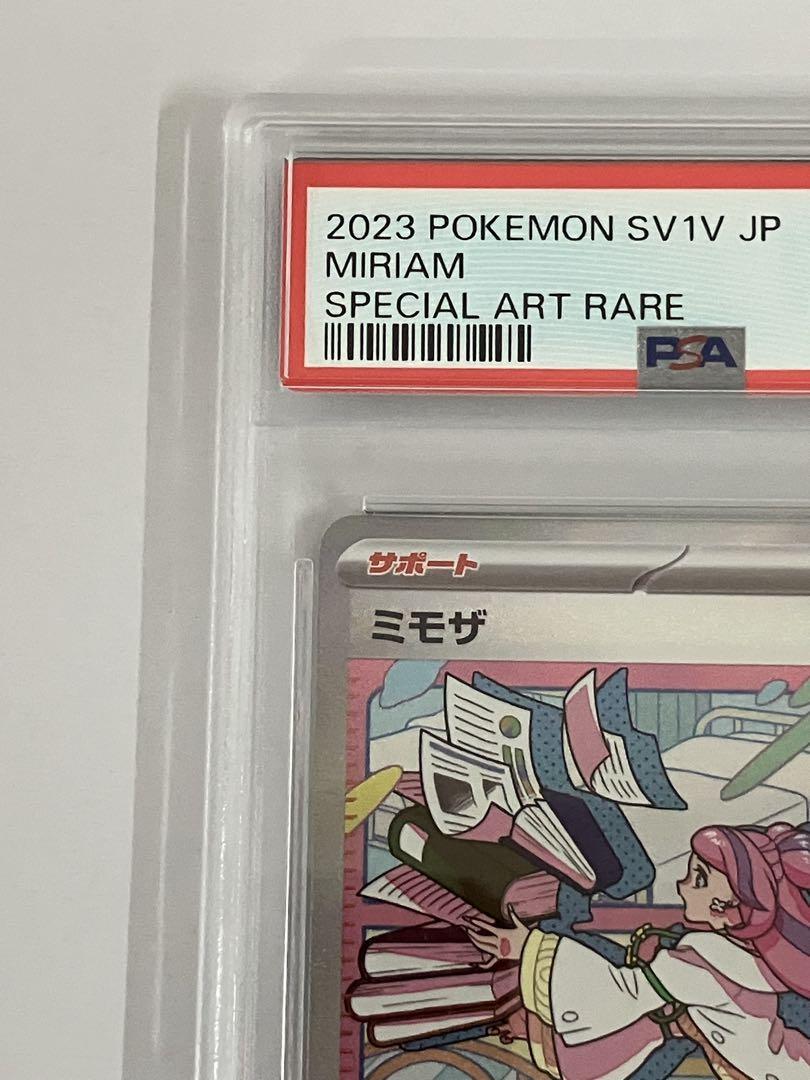 2023 POKEMON SV1V JP
MIRIAM
SPECIAL ART RARE
PSA
サポート
ミモザ